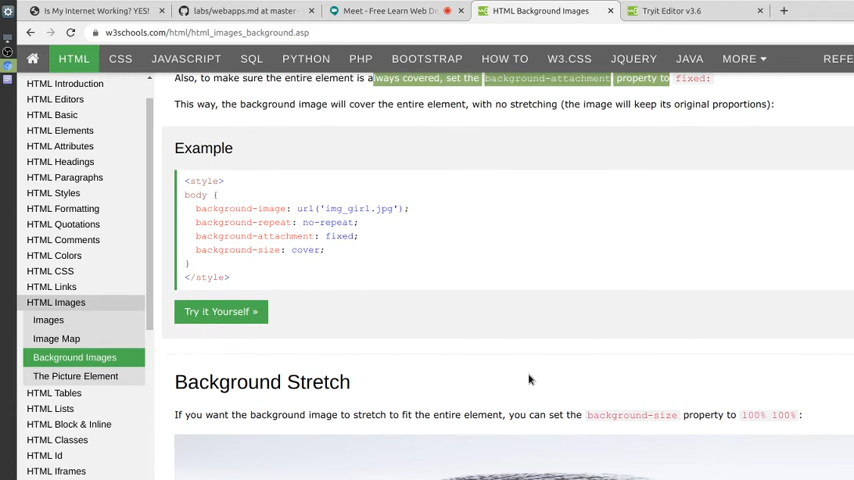 Is My Internet Working? YES!
labs/webapps.md at master
Meet - Free Learn Web D
HTML Background Images
Tryit Editor v3.6
w3schools.com/html/html_images_background.asp
HTML CSS JAVASCRIPT SQL PYTHON PHP BOOTSTRAP HOW TO W3.CSS JQUERY JAVA MORE REFE
HTML Introduction
HTML Editors
HTML Basic
HTML Elements
HTML Attributes
HTML Headings
HTML Paragraphs
HTML Styles
HTML Formatting
HTML Quotations
HTML Comments
HTML Colors
HTML CSS
HTML Links
HTML Images
Images
Image Map
Background Images
The Picture Element
HTML Tables
HTML Lists
HTML Block & Inline
HTML Classes
HTML Id
HTML Iframes
Also, to make sure the entire element is always covered, set the background-attachment property to fixed:
This way, the background image will cover the entire element, with no stretching (the image will keep its original proportions):
Example
<style>
body {
background-image: url('img_girl.jpg');
background-repeat: no-repeat;
background-attachment: fixed;
background-size: cover;
}
</style>
Try it Yourself »
Background Stretch
If you want the background image to stretch to fit the entire element, you can set the background-size property to 100% 100%: